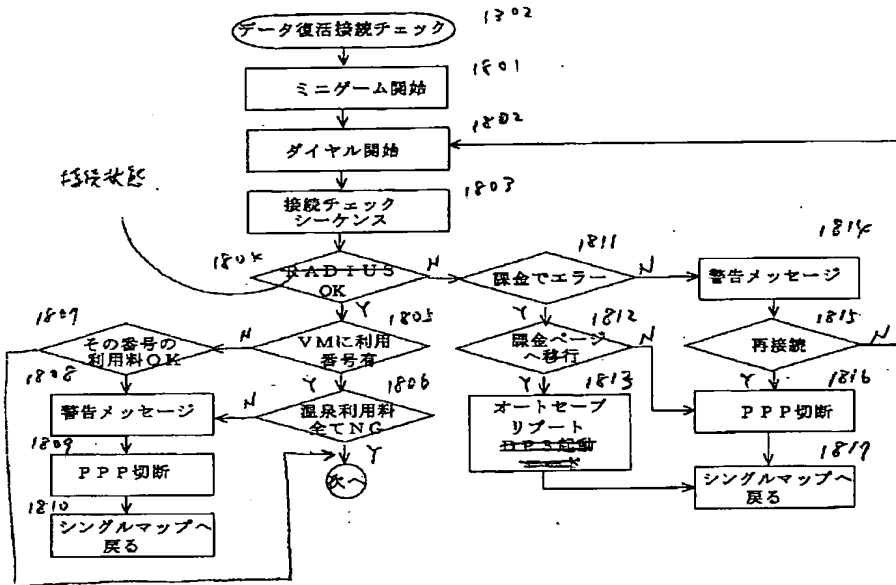 データ復活接続チェック
1302
ミニゲーム開始
1801
ダイヤル開始
1802
接続状態
接続チェック
シーケンス
1803
RADIUS
OK
1804
N
Y
課金でエラー
1811
N
Y
警告メッセージ
1814
その番号の
利用料OK
1807
N
VMに利用
番号有
1805
Y
課金ページ
へ移行
1812
N
Y
再接続
1815
N
Y
警告メッセージ
1808
N
温泉利用料
全てNG
1806
Y
オートセーブ
リブート
DPS起動
1813
PPP切断
1816
PPP切断
1809
次へ
シングルマップへ
戻る
1817
シングルマップへ
戻る
1810